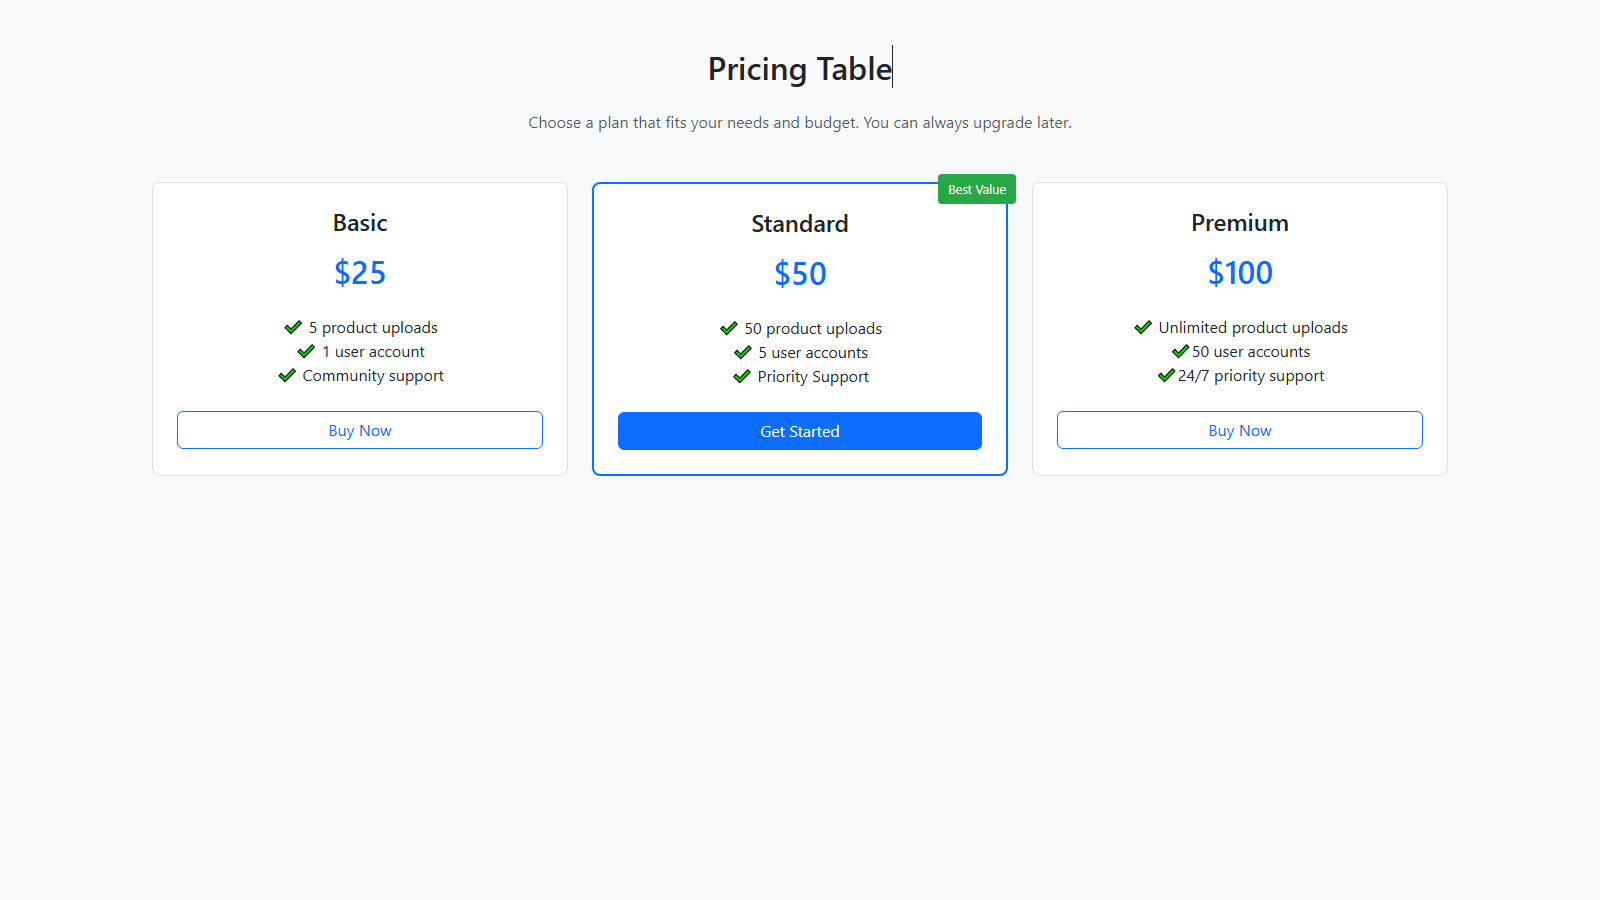 Pricing Table
Choose a plan that fits your needs and budget. You can always upgrade later.
Basic
$25
✔ 5 product uploads
✔ 1 user account
✔ Community support
Buy Now
Best Value
Standard
$50
✔ 50 product uploads
✔ 5 user accounts
✔ Priority Support
Get Started
Premium
$100
✔ Unlimited product uploads
✔ 50 user accounts
✔ 24/7 priority support
Buy Now